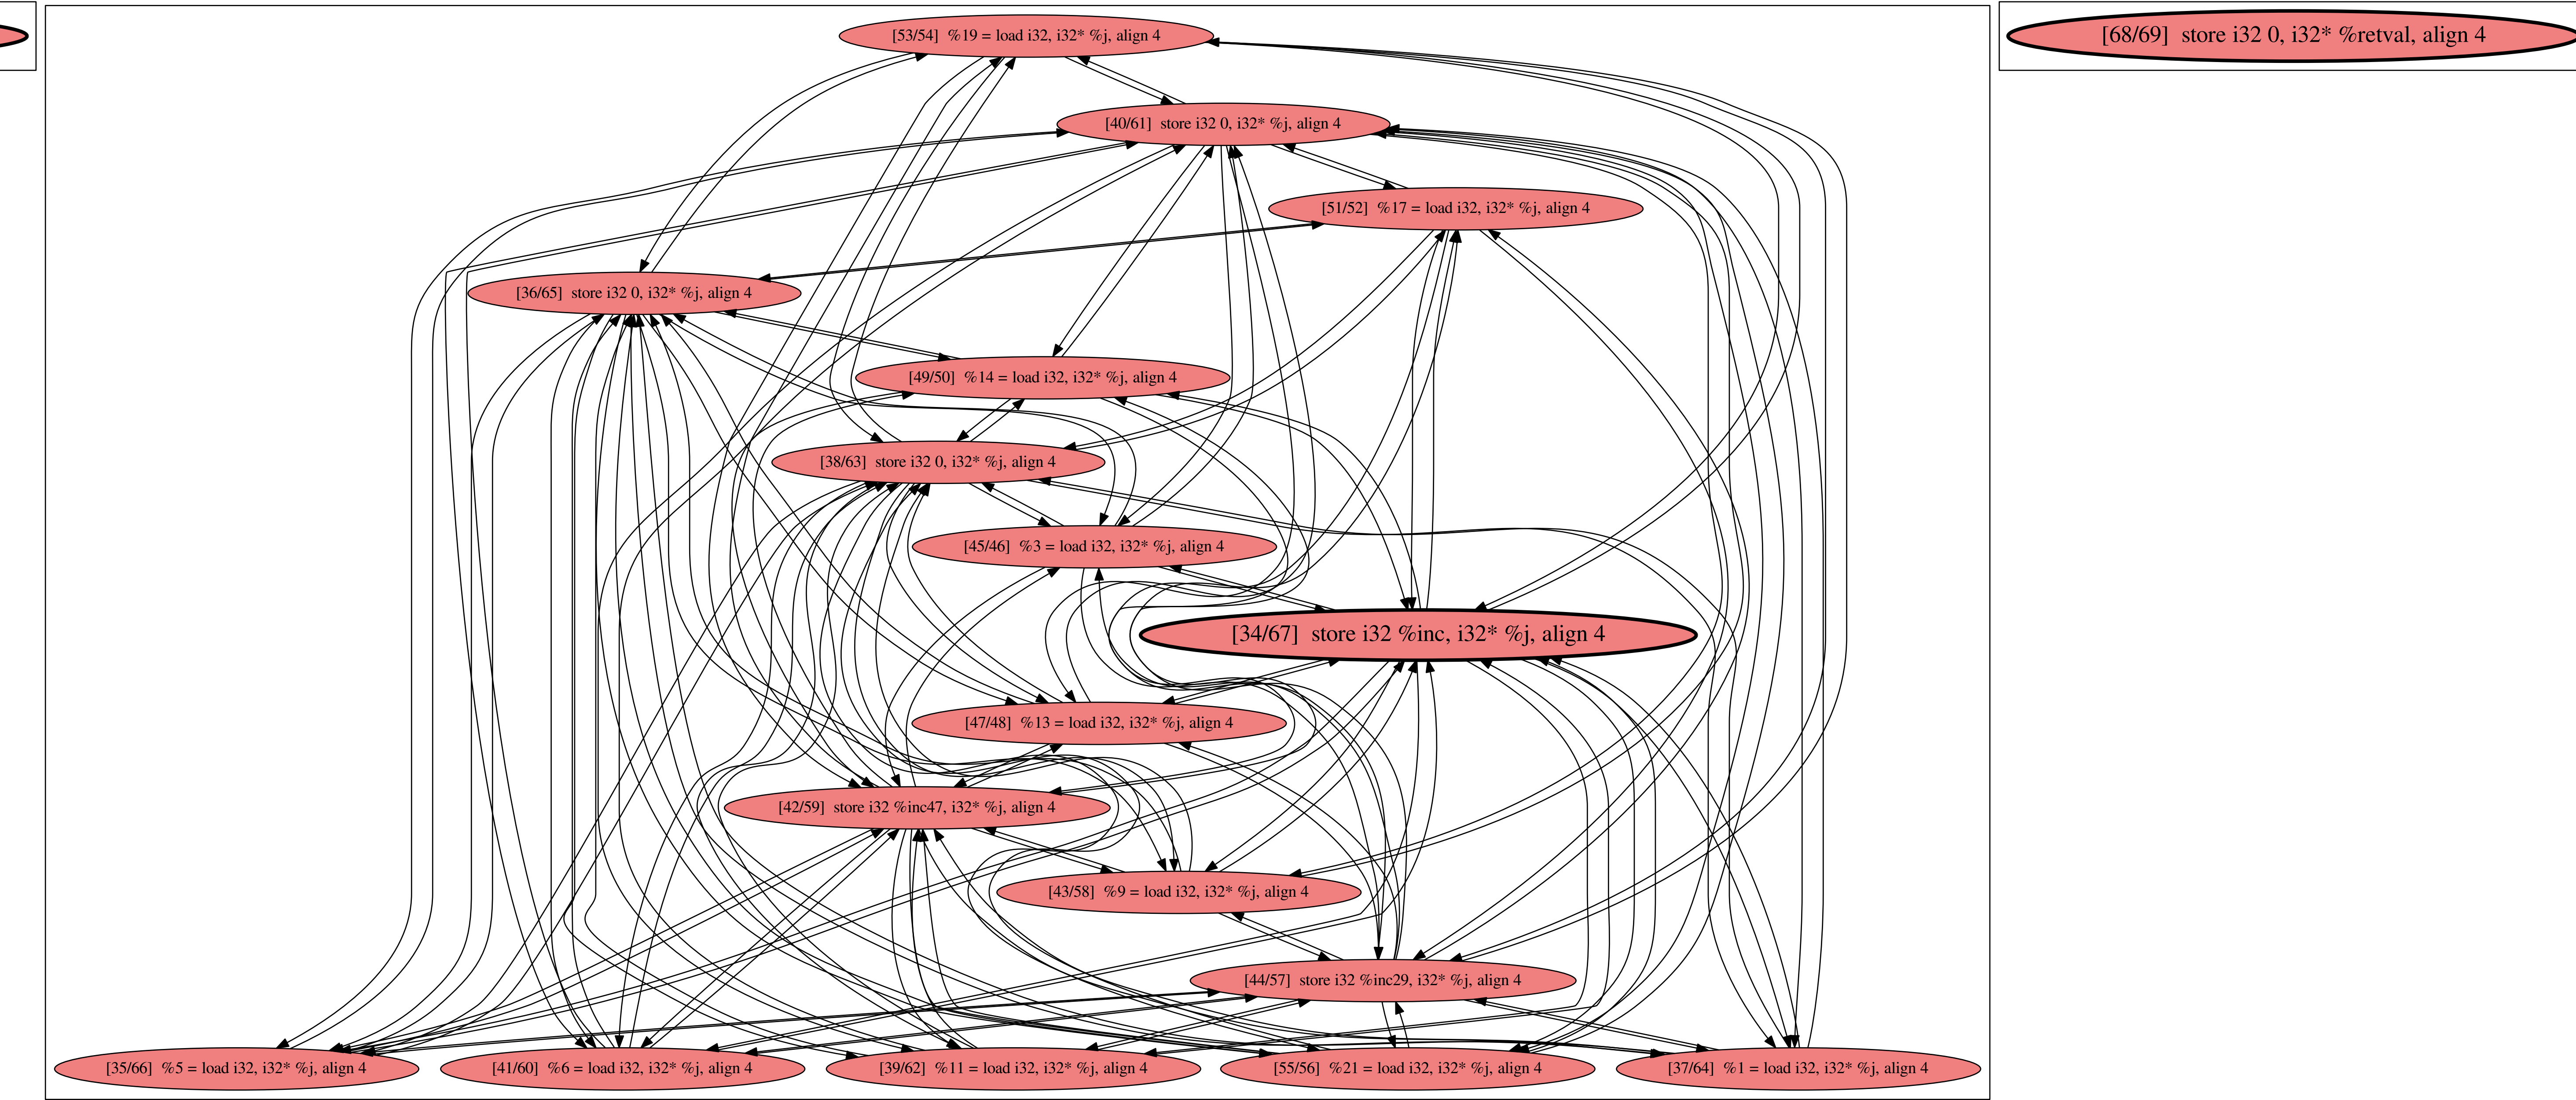 [53/54]  %19 = load i32, i32* %j, align 4
[68/69]  store i32 0, i32* %retval, align 4
[40/61]  store i32 0, i32* %j, align 4
[51/52]  %17 = load i32, i32* %j, align 4
[36/65]  store i32 0, i32* %j, align 4
[49/50]  %14 = load i32, i32* %j, align 4
[38/63]  store i32 0, i32* %j, align 4
[45/46]  %3 = load i32, i32* %j, align 4
[34/67]  store i32 %inc, i32* %j, align 4
[47/48]  %13 = load i32, i32* %j, align 4
[42/59]  store i32 %inc47, i32* %j, align 4
[43/58]  %9 = load i32, i32* %j, align 4
[44/57]  store i32 %inc29, i32* %j, align 4
[35/66]  %5 = load i32, i32* %j, align 4
[41/60]  %6 = load i32, i32* %j, align 4
[39/62]  %11 = load i32, i32* %j, align 4
[55/56]  %21 = load i32, i32* %j, align 4
[37/64]  %1 = load i32, i32* %j, align 4